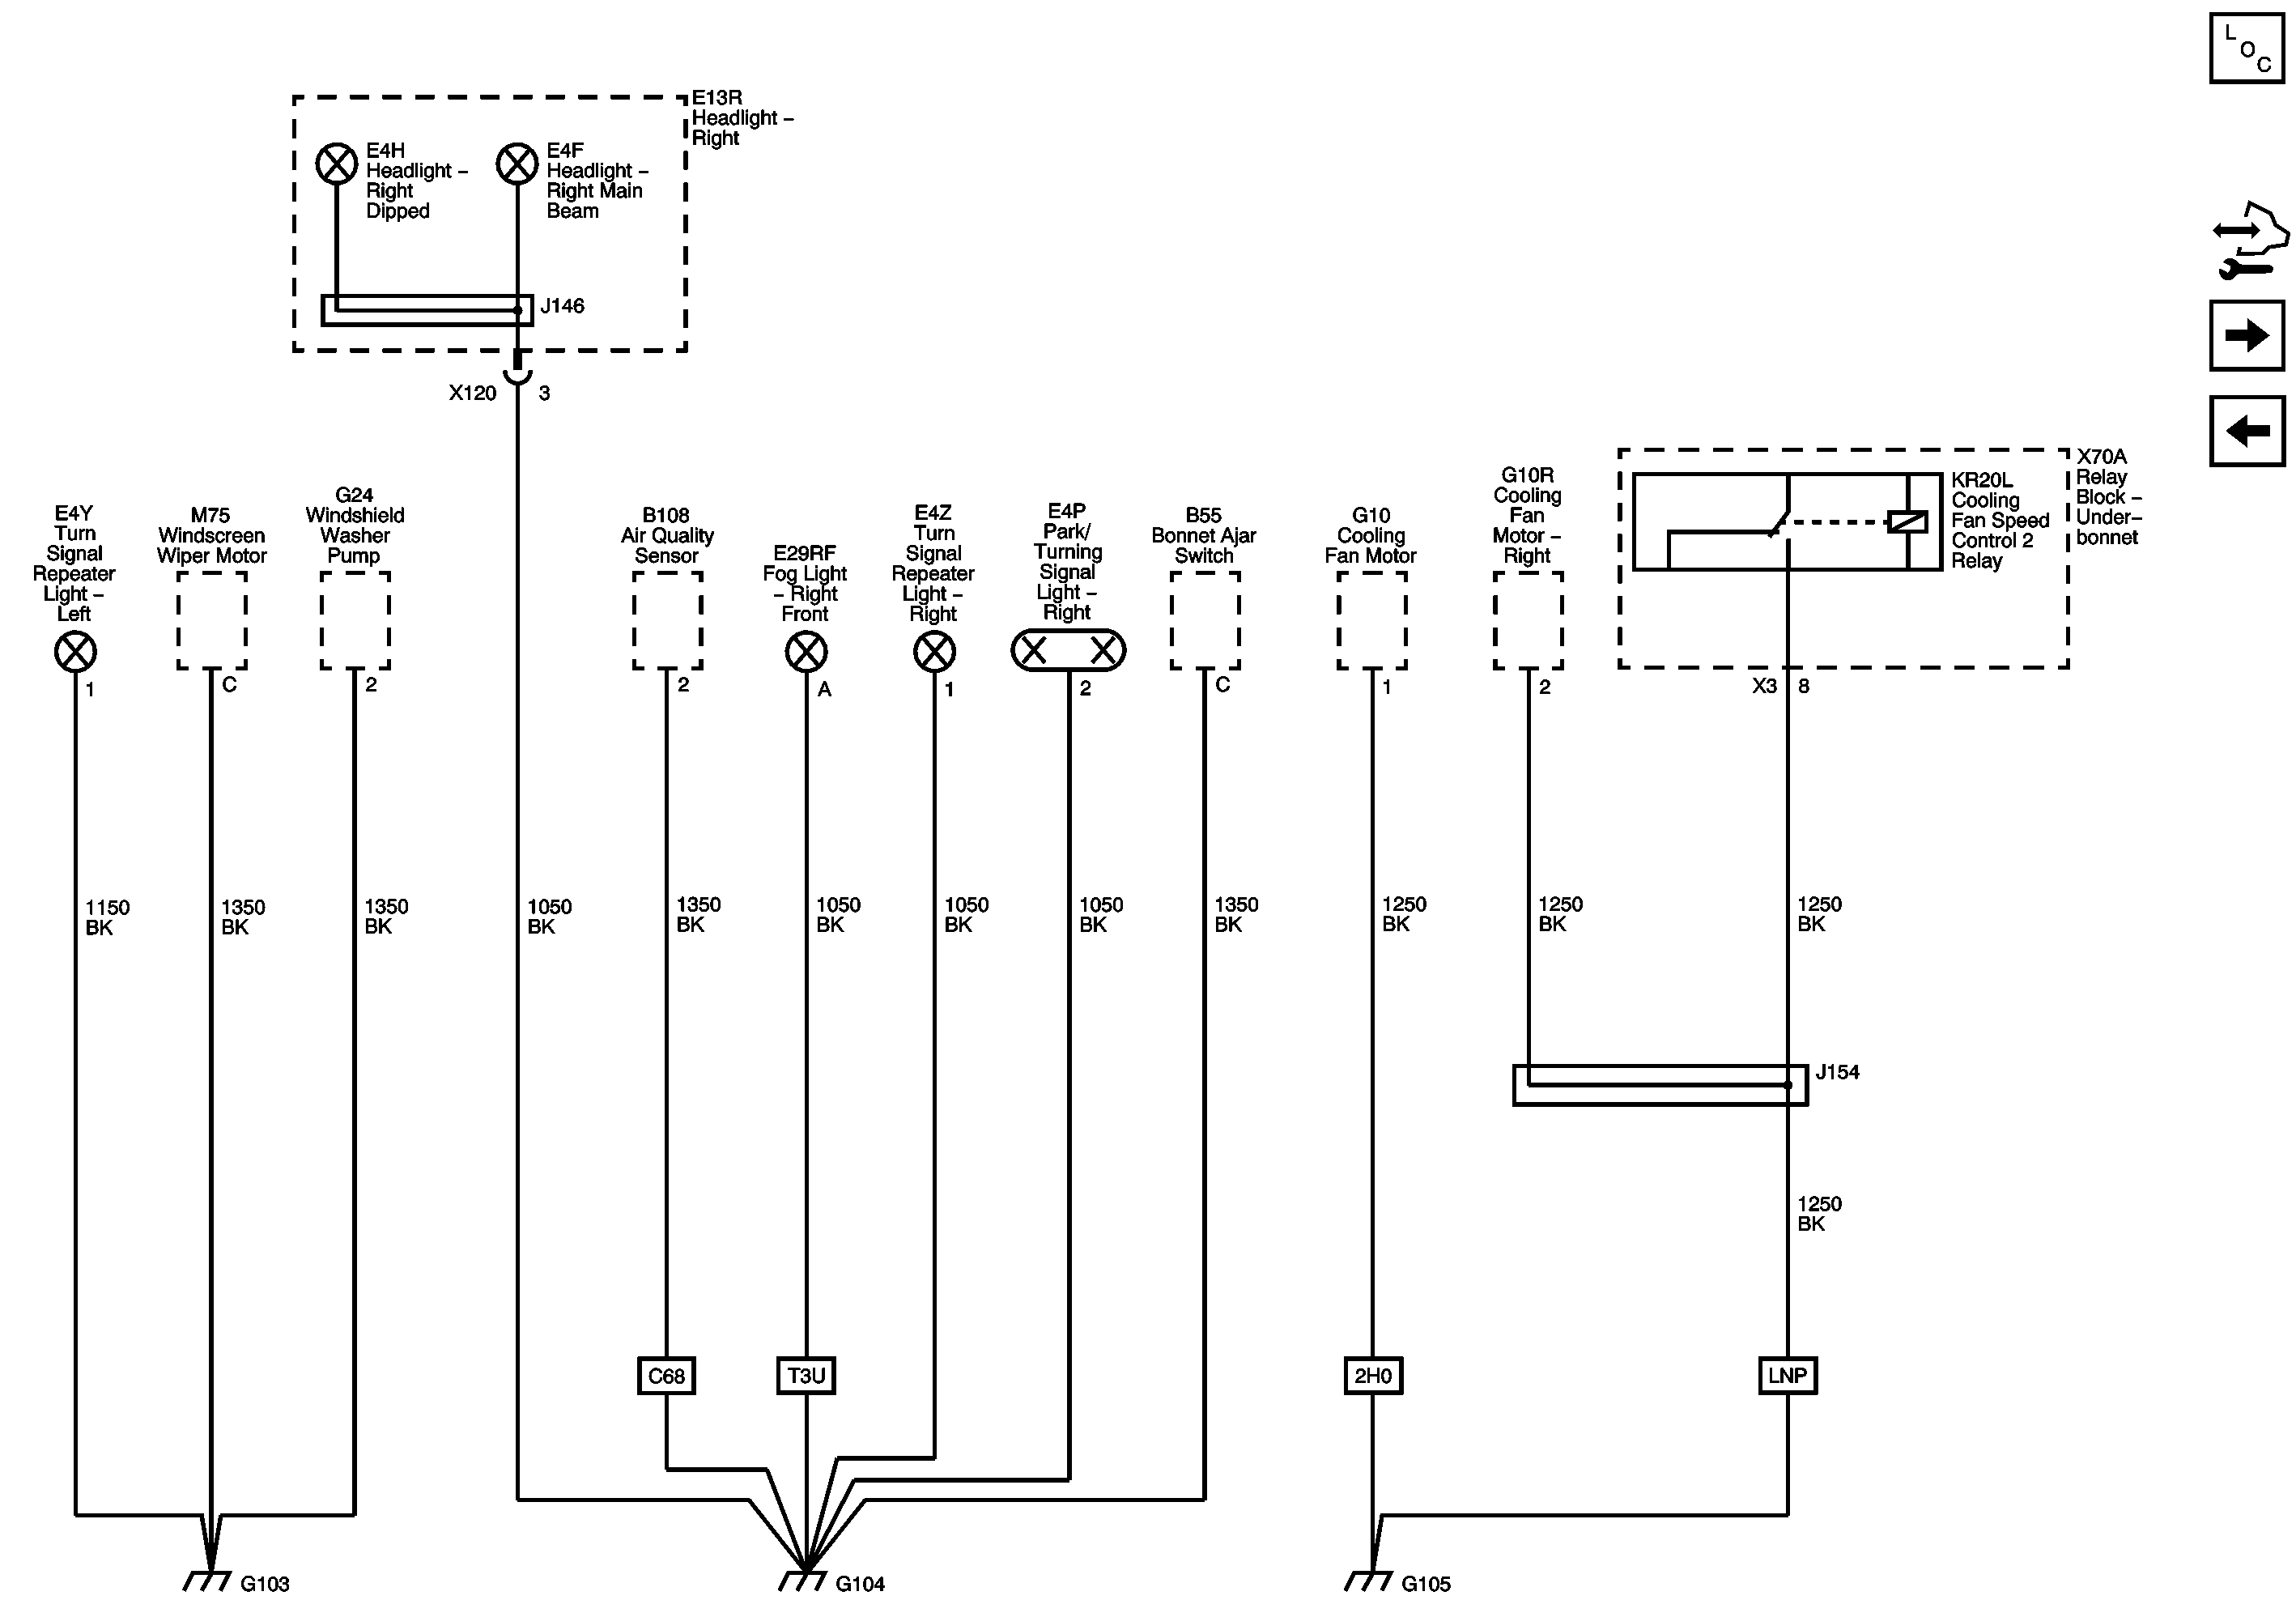 L
O
C
E13R
Headlight –
Right
E4H
Headlight –
Right
Dipped
E4F
Headlight –
Right Main
Beam
J146
X120
3
E4Y
Turn
Signal
Repeater
Light –
Left
1
M75
Windscreen
Wiper Motor
C
G24
Windshield
Washer
Pump
2
B108
Air Quality
Sensor
2
E29RF
Fog Light
– Right
Front
A
E4Z
Turn
Signal
Repeater
Light –
Right
1
E4P
Park/
Turning
Signal
Light –
Right
2
B55
Bonnet Ajar
Switch
C
G10
Cooling
Fan Motor
1
G10R
Cooling
Fan
Motor –
Right
2
KR20L
Cooling
Fan Speed
Control 2
Relay
X70A
Relay
Block –
Under–
bonnet
X3
8
1150
BK
1350
BK
1350
BK
1050
BK
1350
BK
1050
BK
1050
BK
1050
BK
1350
BK
1250
BK
1250
BK
1250
BK
J154
1250
BK
C68
T3U
2H0
LNP
G103
G104
G105